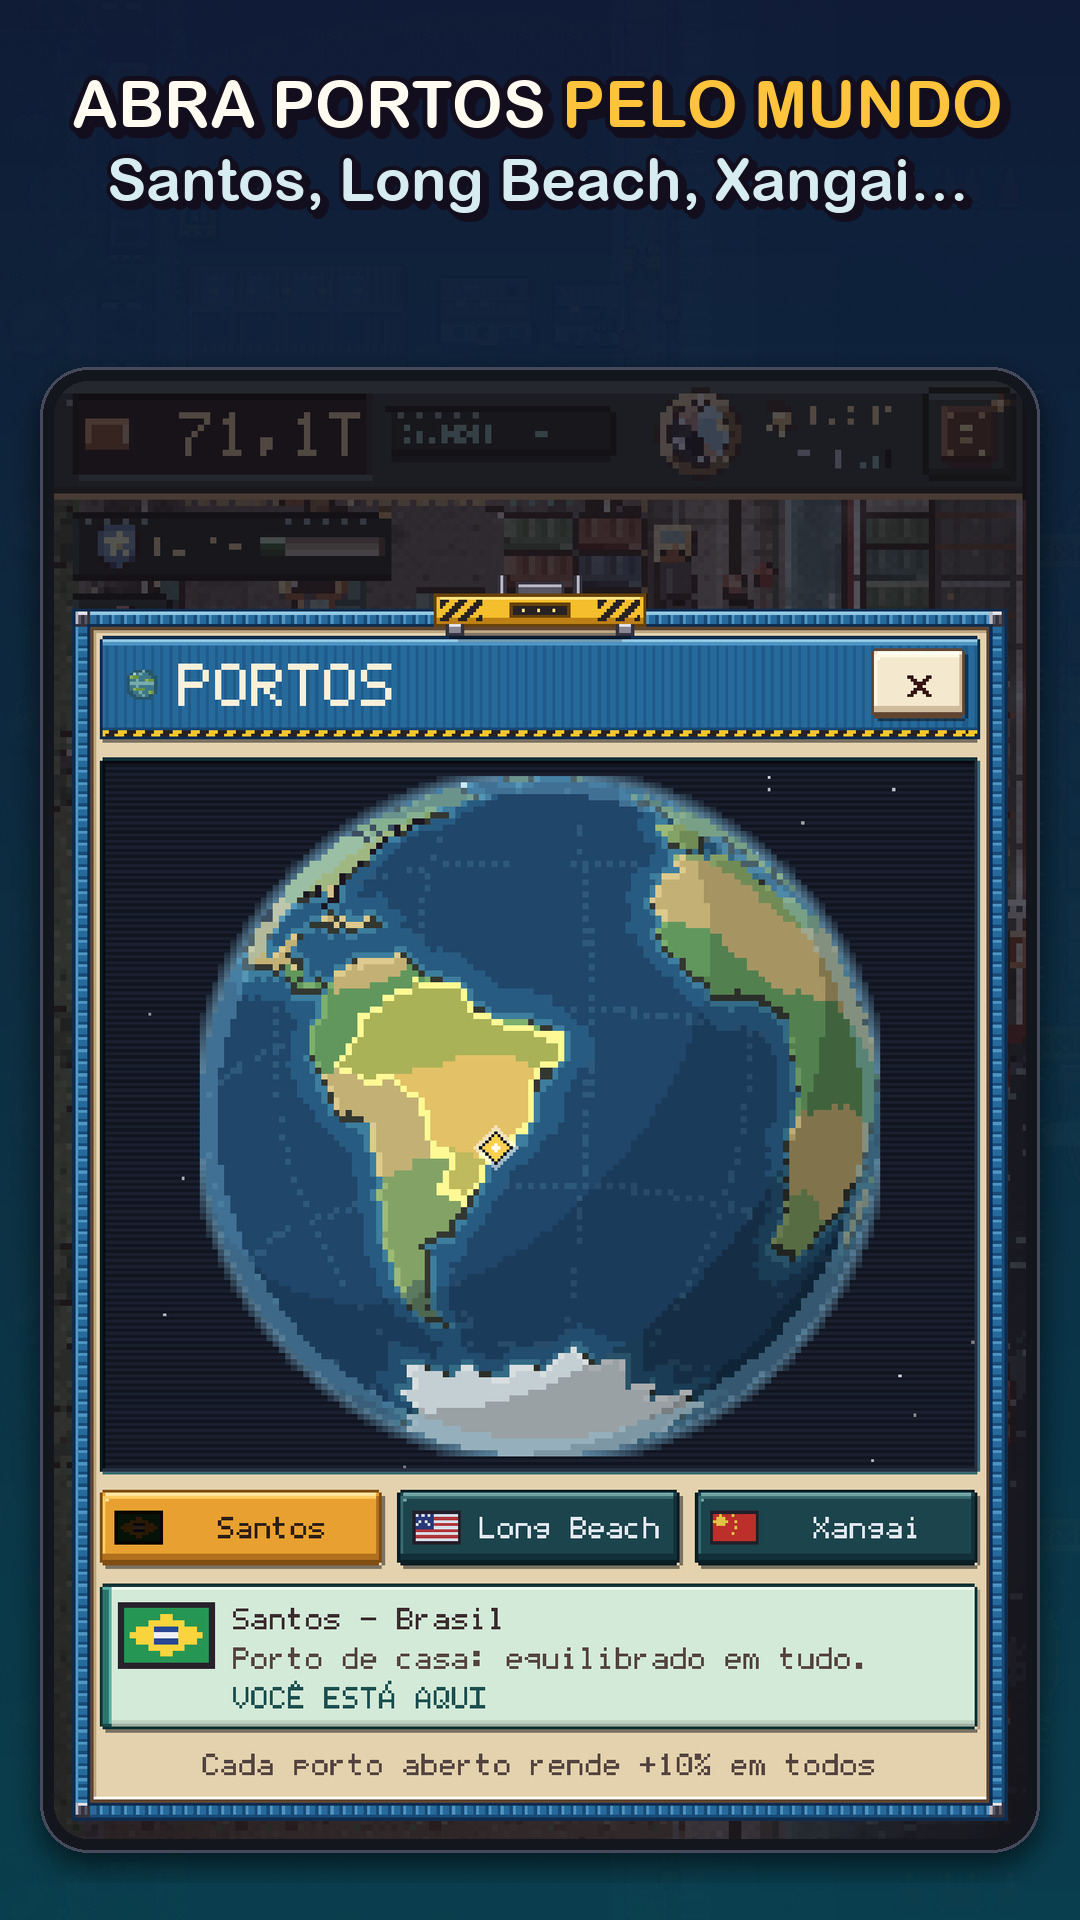 ABRA PORTOS PELO MUNDO
Santos, Long Beach, Xangai...
71,1T
PORTOS
x
Santos
Long Beach
Xangai
Santos - Brasil
Porto de casa: equilibrado em tudo.
VOCÊ ESTÁ AQUI
Cada porto aberto rende +10% em todos